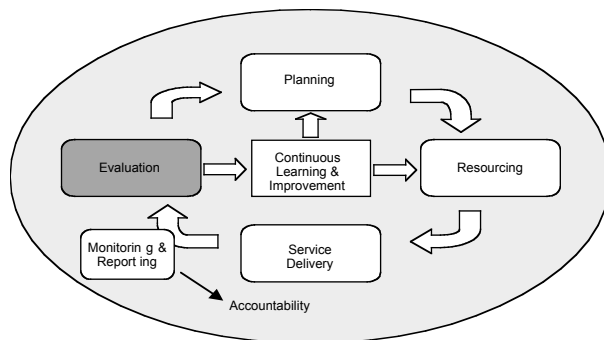 Planning
Evaluation
Continuous
Learning &
Improvement
Resourcing
Monitorin g &
Report ing
Service
Delivery
Accountability